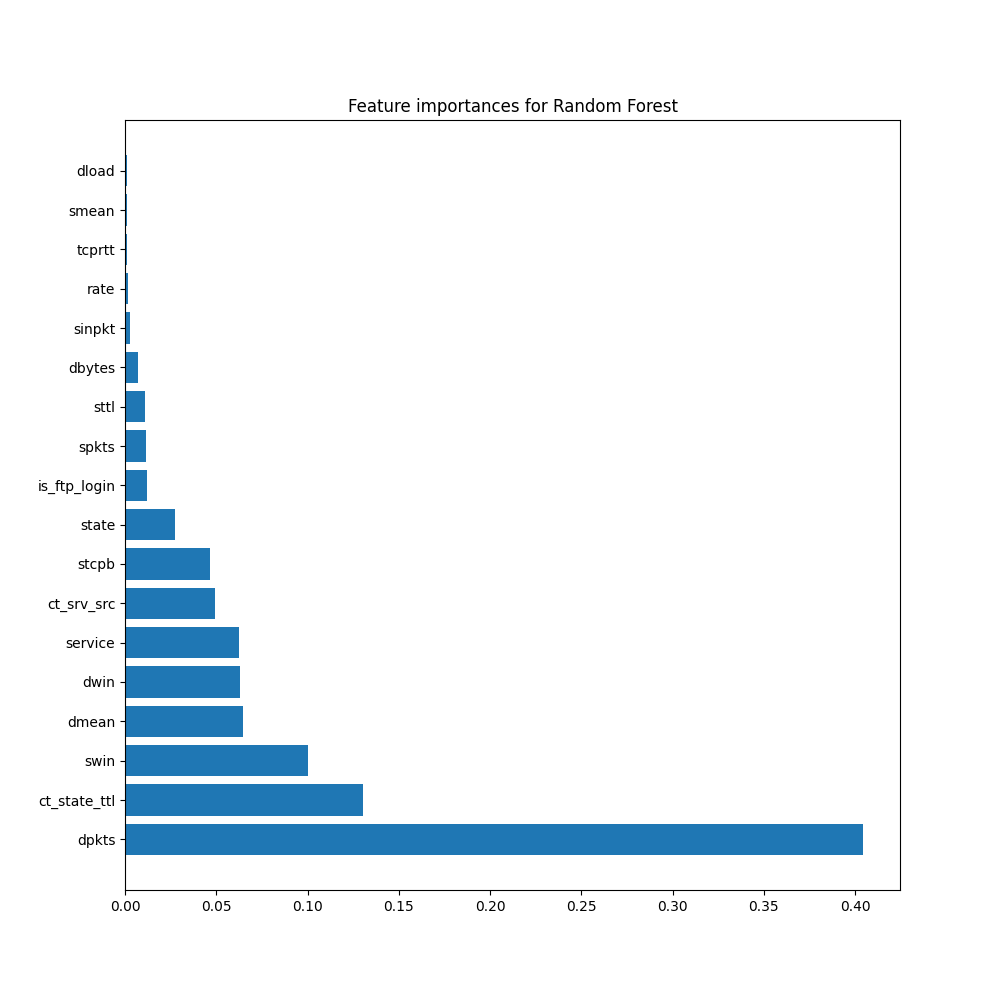 Feature importances for Random Forest
dload
smean
tcprtt
rate
sinpkt
dbytes
sttl
spkts
is_ftp_login
state
stcpb
ct_srv_src
service
dwin
dmean
swin
ct_state_ttl
dpkts
0.00 0.05 0.10 0.15 0.20 0.25 0.30 0.35 0.40